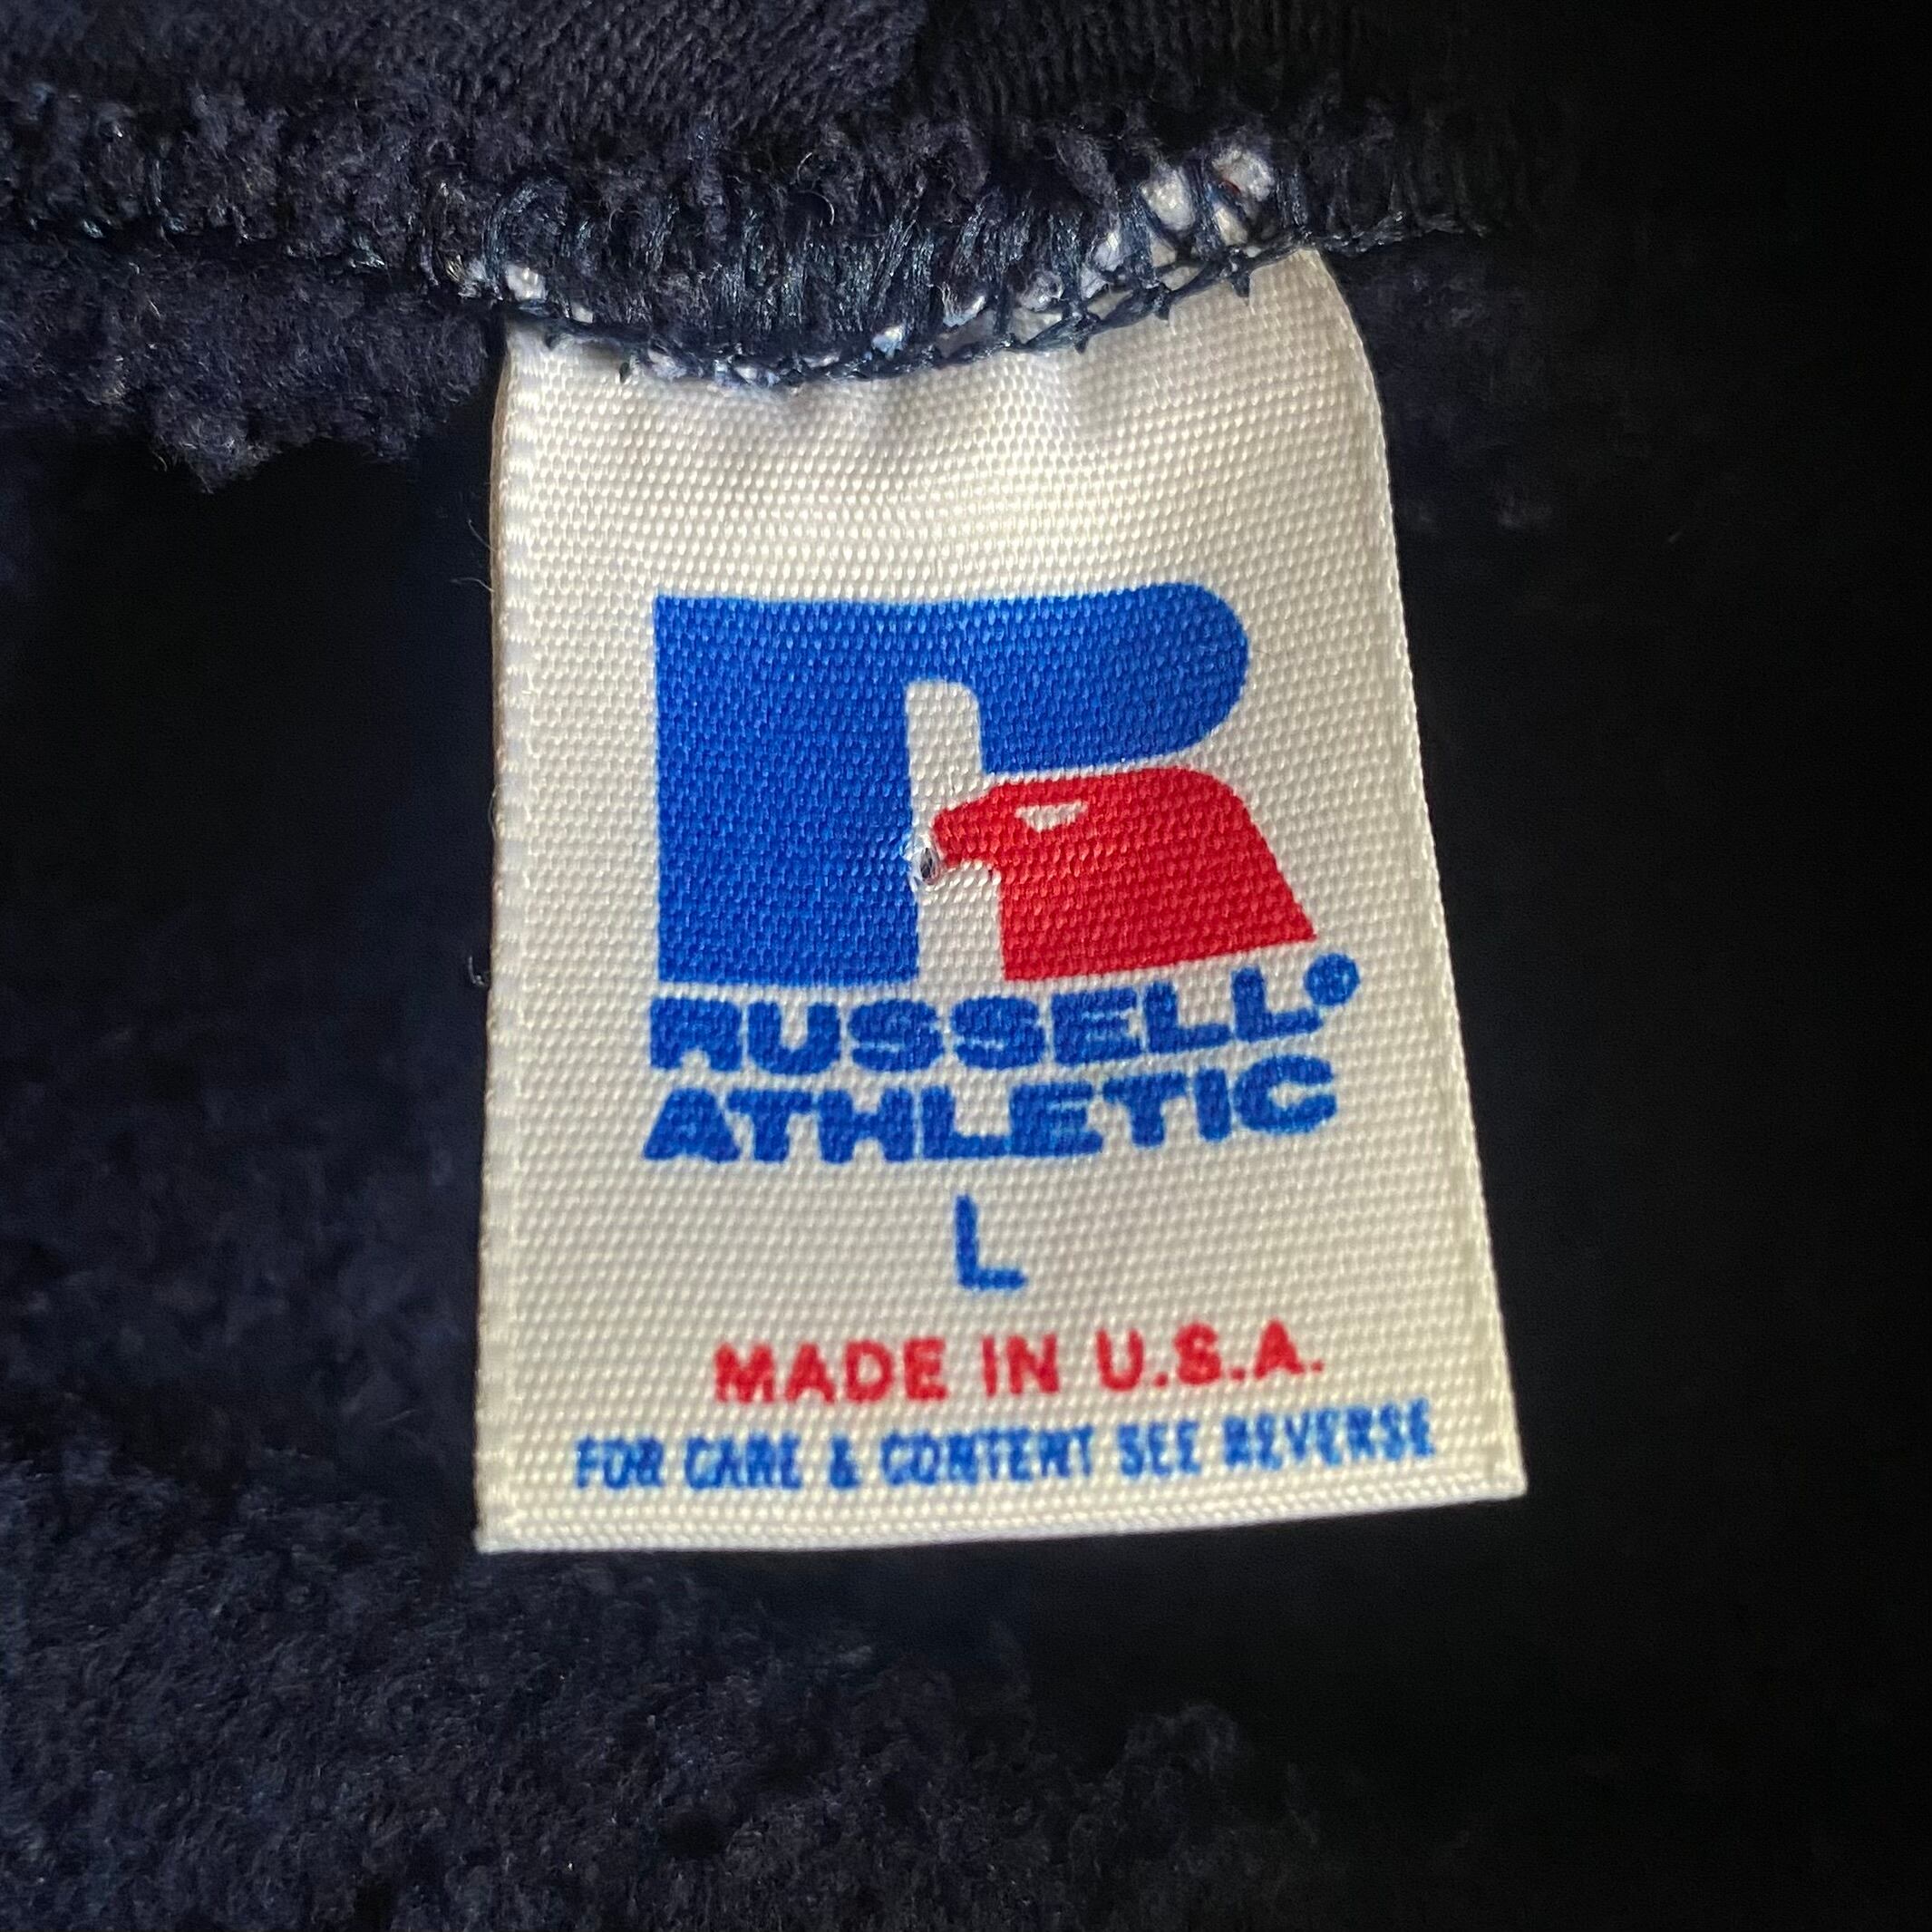 R
RUSSELL®
ATHLETIC
L
MADE IN U.S.A.
FOR CARE & CONTENT SEE REVERSE